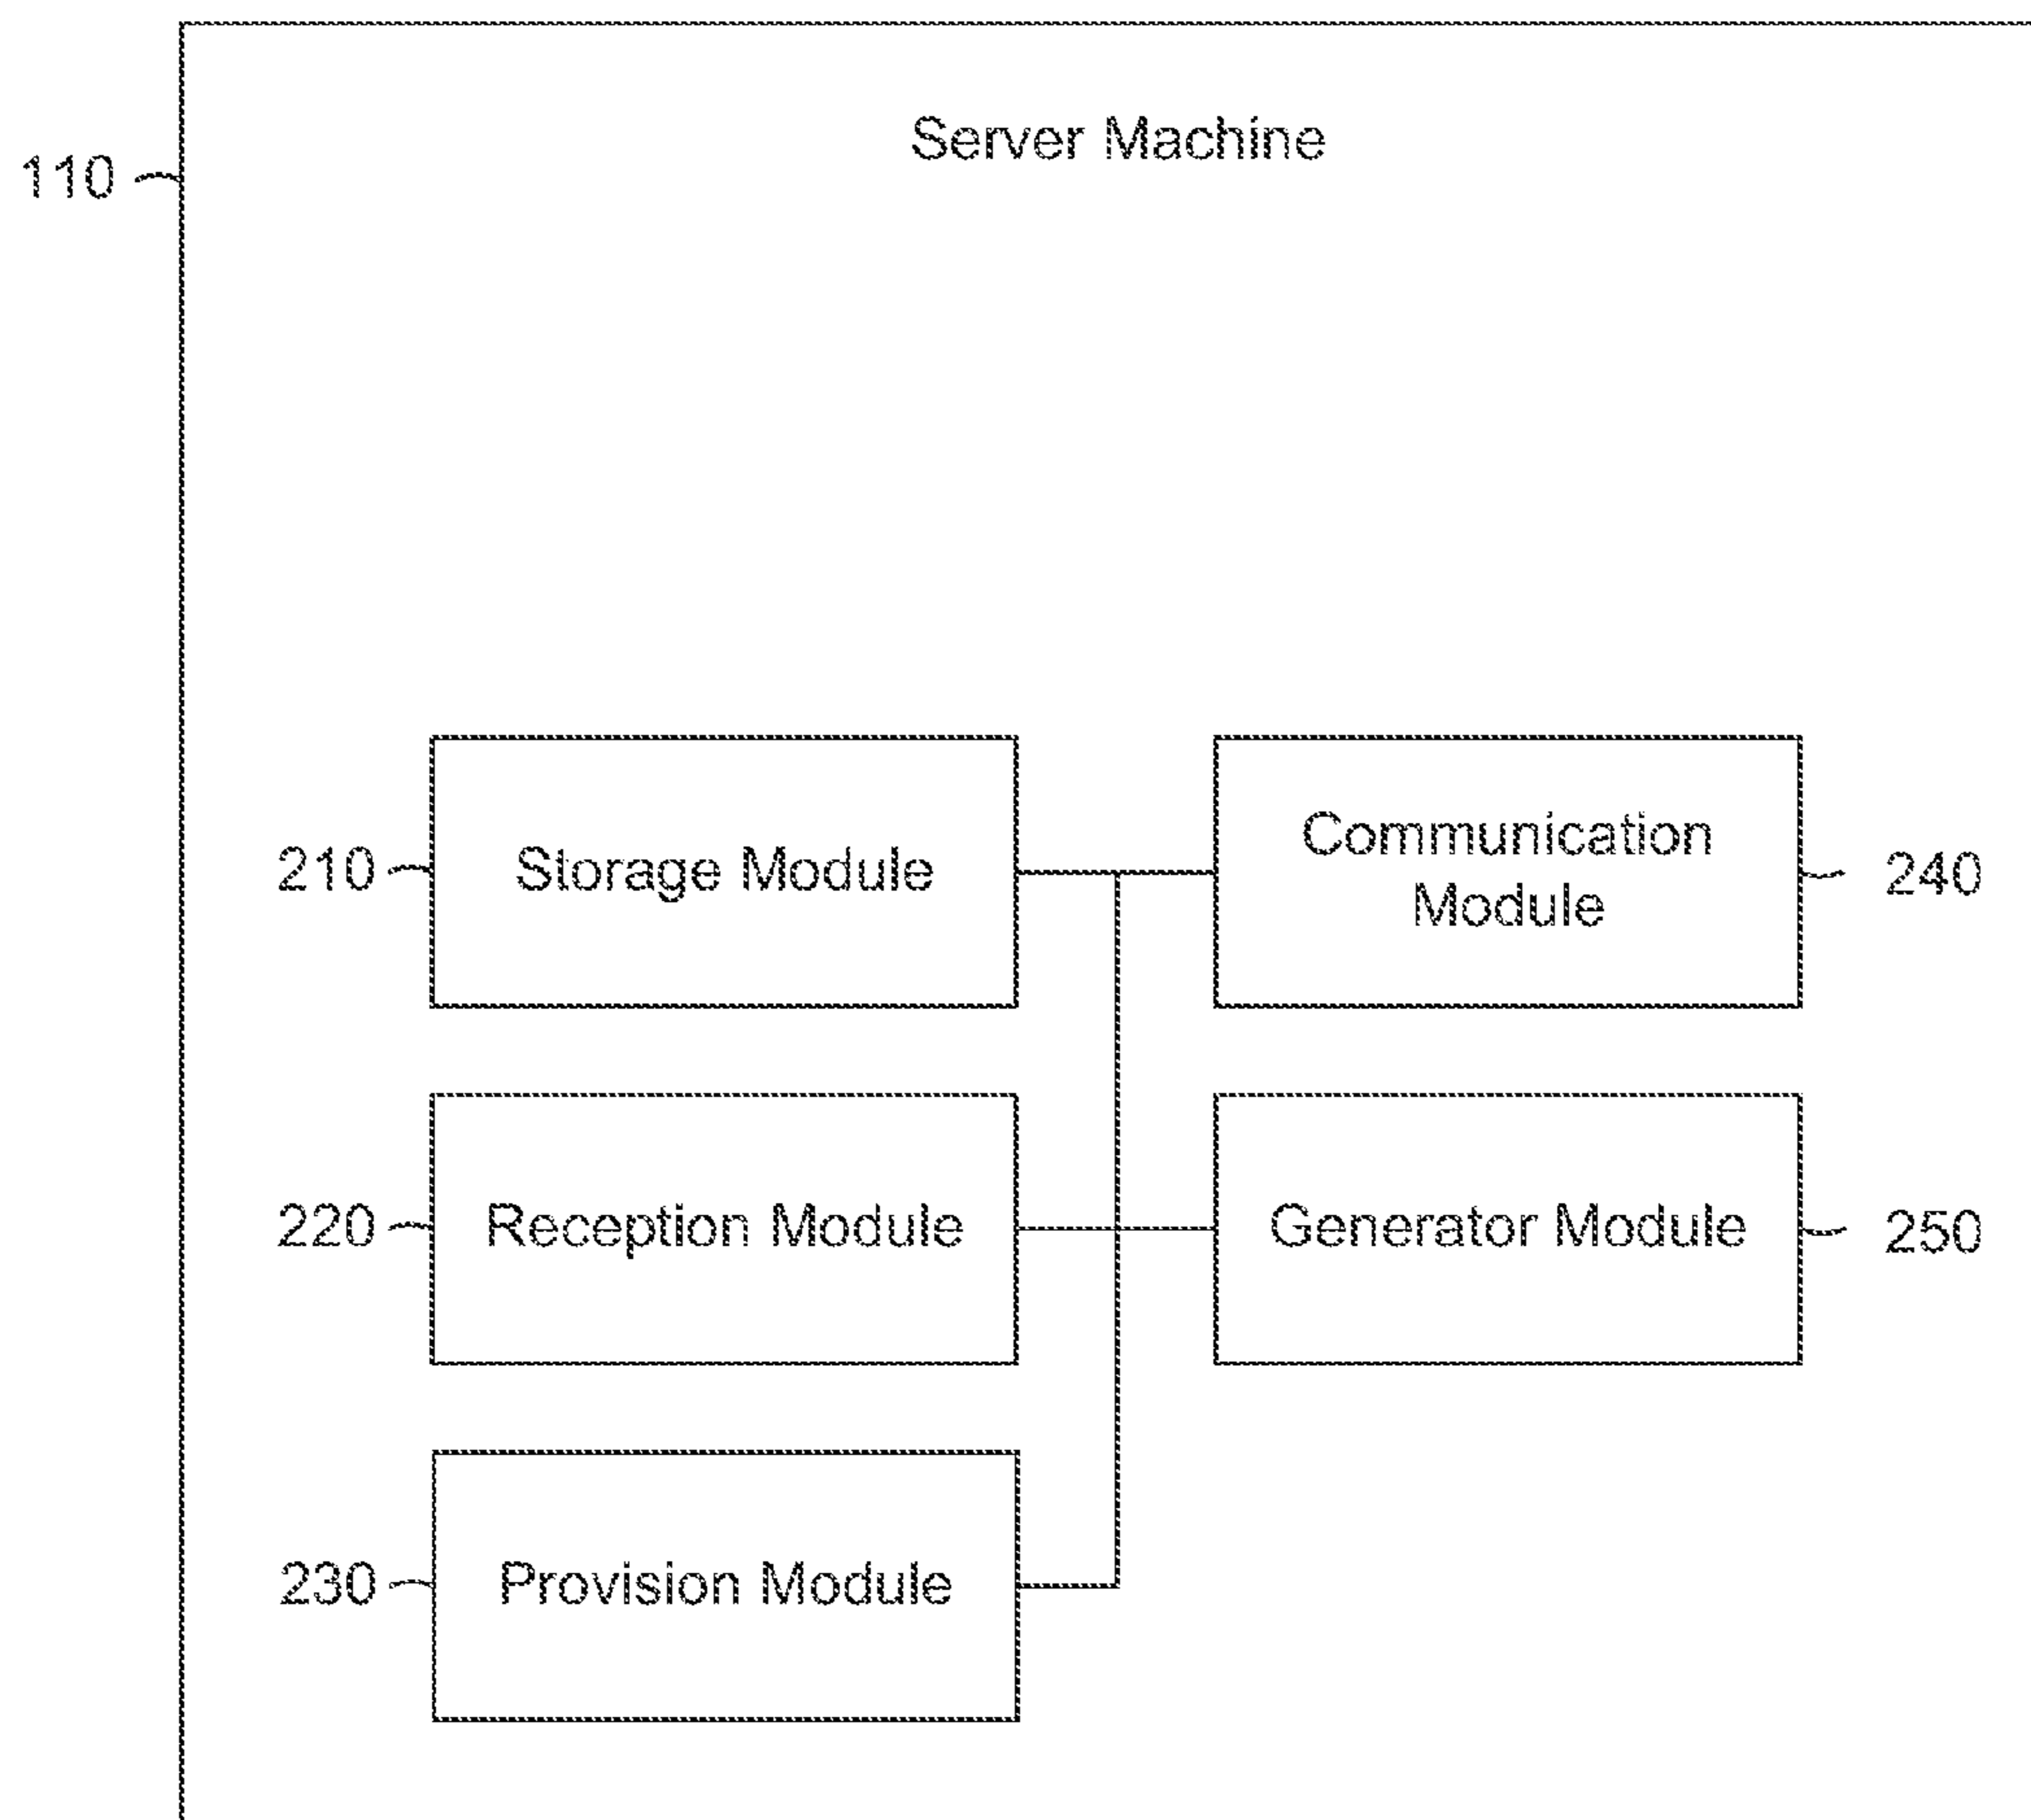 Server Machine
110
210
Storage Module
Communication
Module
240
220
Reception Module
Generator Module
250
230
Provision Module